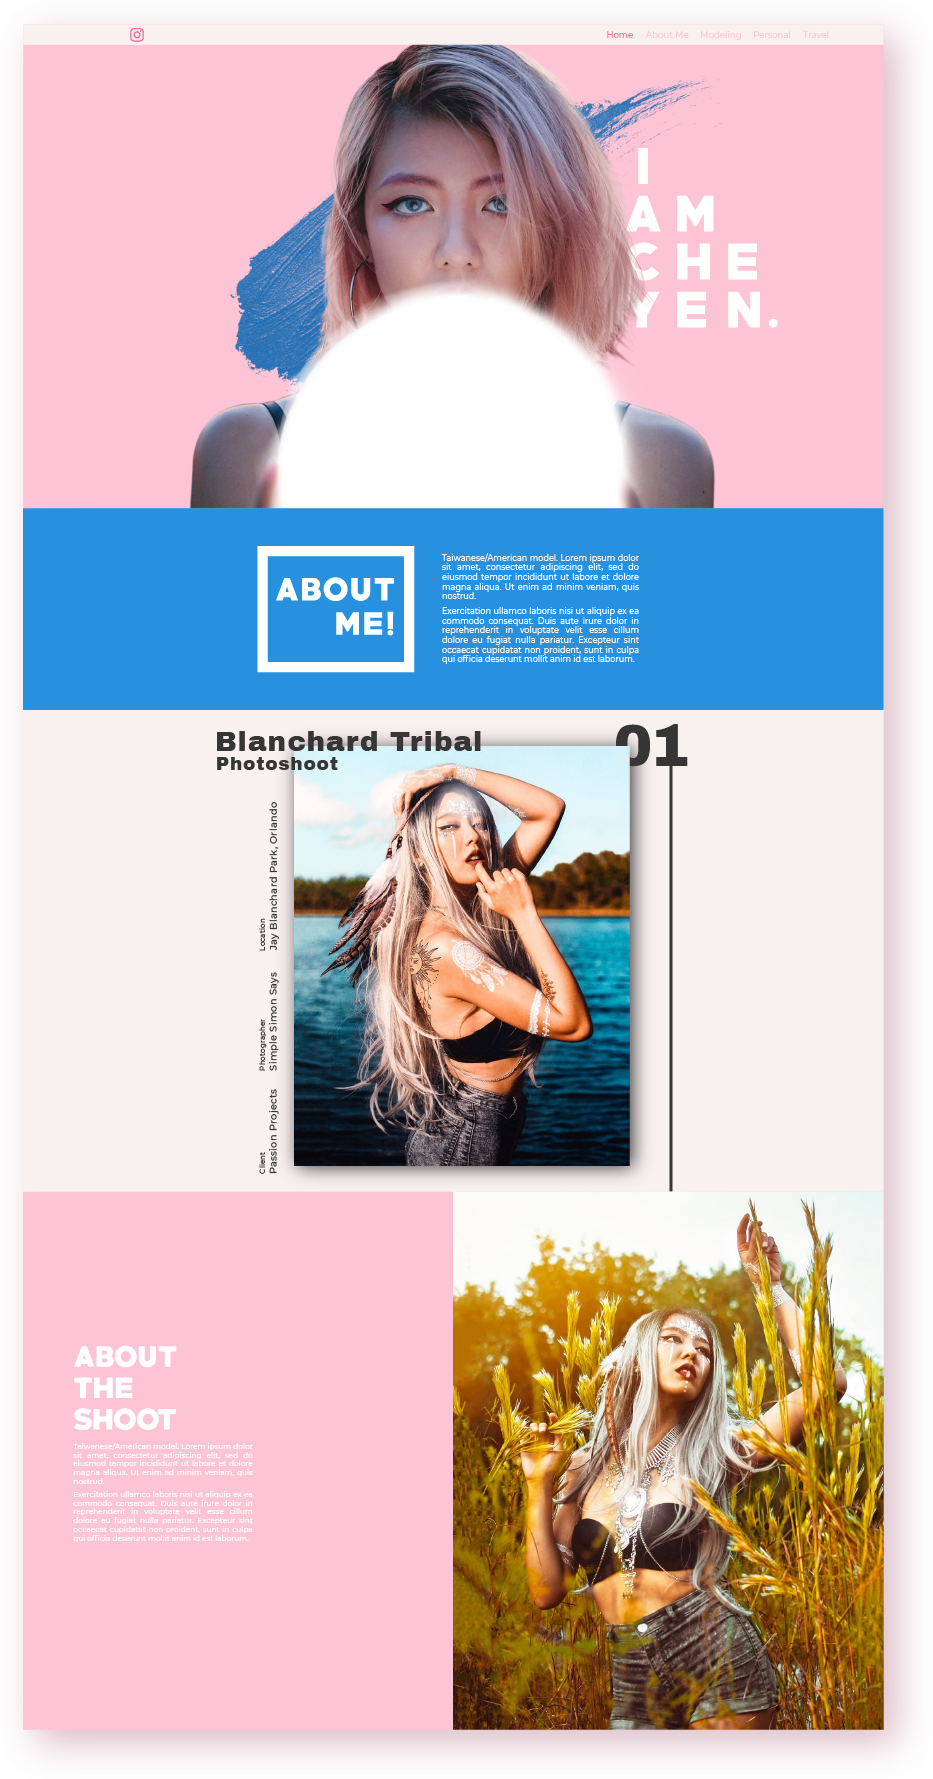 Home About Me Modeling Personal Travel
I
AM
CHE
YEN.
ABOUT
ME!
Taiwanese/American model. Lorem ipsum dolor
sit amet, consectetur adipiscing elit, sed do
eiusmod tempor incididunt ut labore et dolore
magna aliqua. Ut enim ad minim veniam, quis
nostrud.
Exercitation ullamco laboris nisi ut aliquip ex ea
commodo consequat. Duis aute irure dolor in
reprehenderit in voluptate velit esse cillum
dolore eu fugiat nulla pariatur. Excepteur sint
occaecat cupidatat non proident, sunt in culpa
qui officia deserunt mollit anim id est laborum.
Blanchard Tribal
Photoshoot
01
Location
Jay Blanchard Park, Orlando
Photographer
Simple Simon Says
Client
Passion Projects
ABOUT
THE
SHOOT
Taiwanese/American model. Lorem ipsum dolor
sit amet, consectetur adipiscing elit, sed do
eiusmod tempor incididunt ut labore et dolore
magna aliqua. Ut enim ad minim veniam, quis
nostrud.
Exercitation ullamco laboris nisi ut aliquip ex ea
commodo consequat. Duis aute irure dolor in
reprehenderit in voluptate velit esse cillum
dolore eu fugiat nulla pariatur. Excepteur sint
occaecat cupidatat non proident, sunt in culpa
qui officia deserunt mollit anim id est laborum.